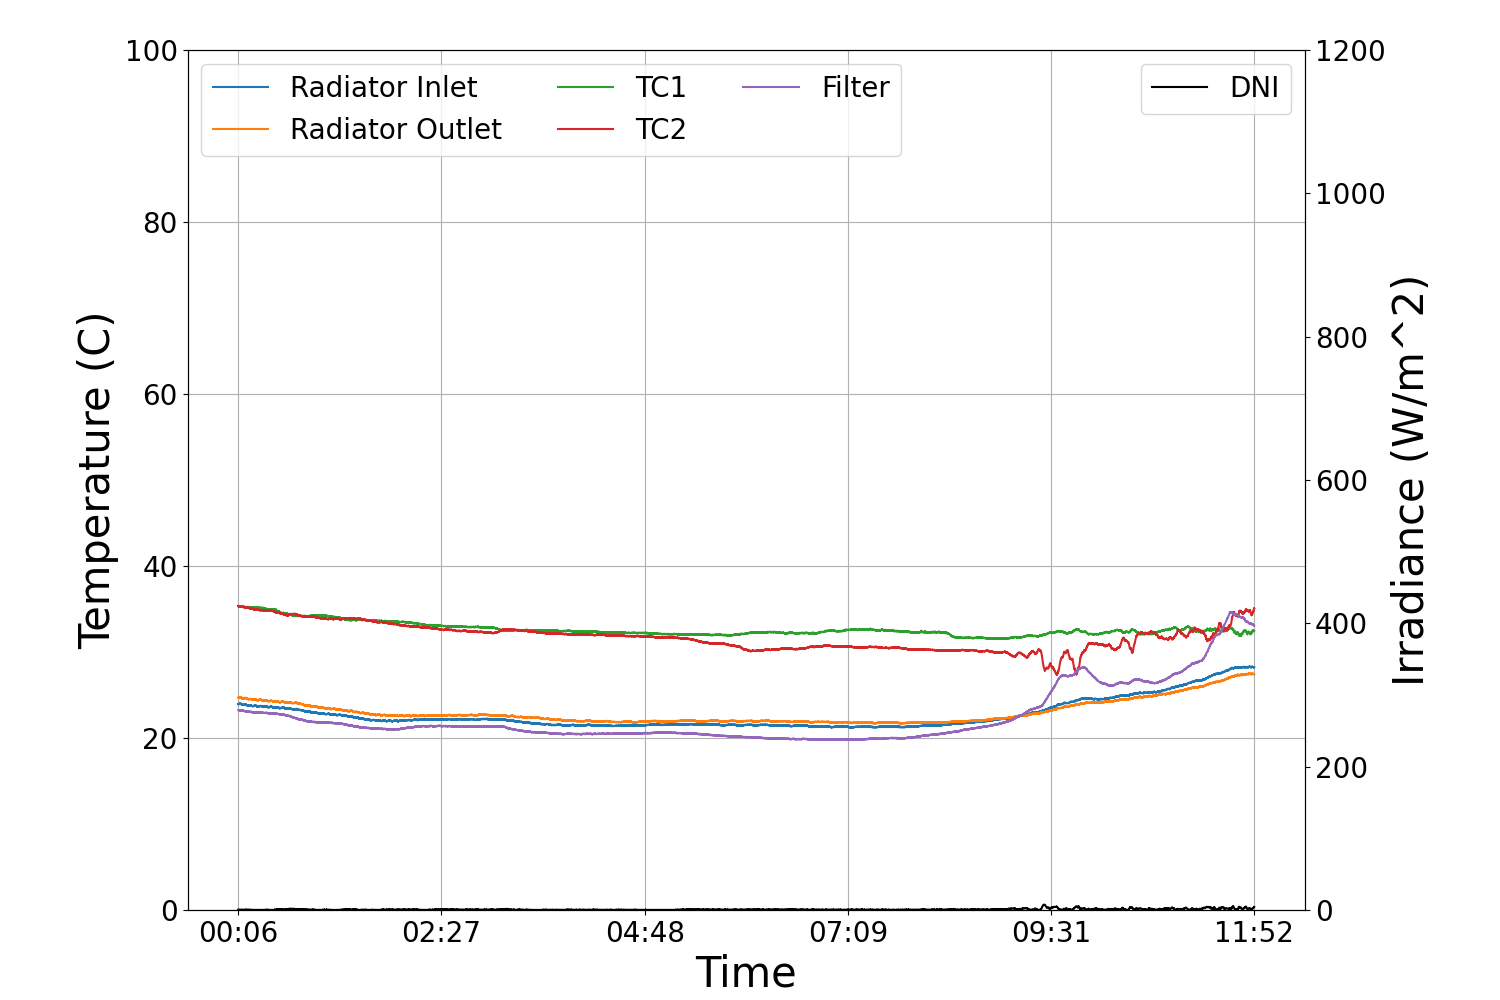 100
80
60
40
20
0
Temperature (C)
Radiator Inlet
Radiator Outlet
TC1
TC2
Filter
DNI
1200
1000
800
600
400
200
0
Irradiance (W/m^2)
00:06 02:27 04:48 07:09 09:31 11:52
Time